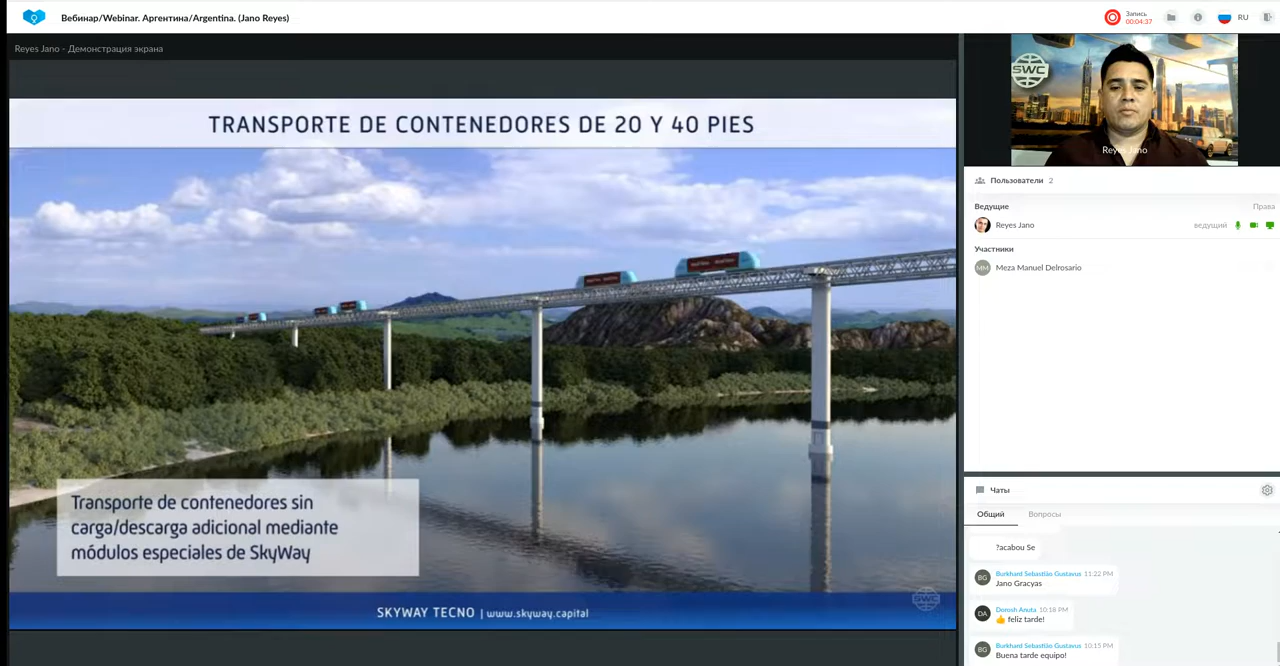 Вебинар/Webinar. Аргентина/Argentina. (Jano Reyes)
Запись
00:04:37
RU
Reyes Jano - Демонстрация экрана
TRANSPORTE DE CONTENEDORES DE 20 Y 40 PIES
Transporte de contenedores sin
carga/descarga adicional mediante
módulos especiales de SkyWay
SKYWAY TECNO | www.skyway.capital
SWC
SWC
Reyes Jano
Пользователи 2
Ведущие Права
Reyes Jano ведущий
Участники
MM Meza Manuel Delrosario
Чаты
Общий Вопросы
?acabou Se
BG Burkhard Sebastião Gustavus 11:22 PM
Jano Gracyas
DA Dorosh Anuta 10:18 PM
👍 feliz tarde!
BG Burkhard Sebastião Gustavus 10:15 PM
Buena tarde equipo!